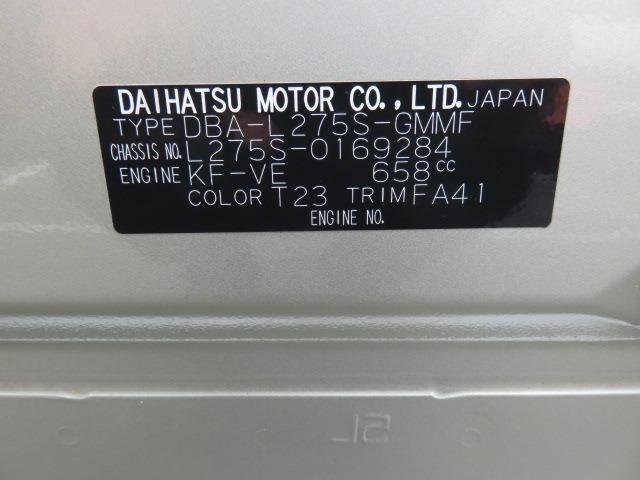 DAIHATSU MOTOR CO., LTD. JAPAN
TYPE DBA-L275S-GMMF
CHASSIS NO. L275S-0169284
ENGINE KF-VE 658cc
COLOR T23 TRIM FA41
ENGINE NO.